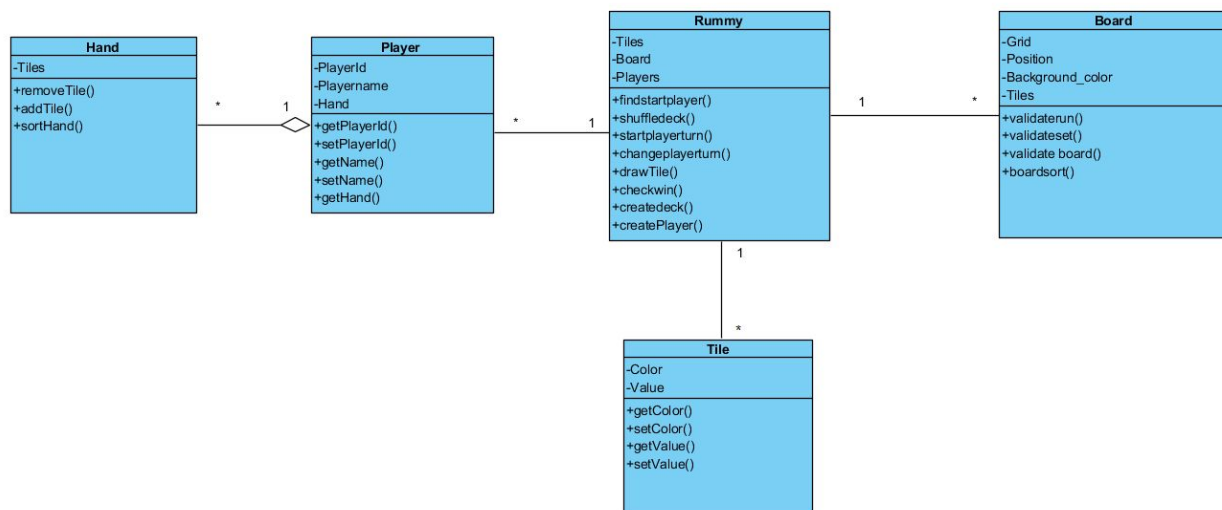 Hand
-Tiles
+removeTile()
+addTile()
+sortHand()
*
1
Player
-PlayerId
-Playername
-Hand
+getPlayerId()
+setPlayerId()
+getName()
+setName()
+getHand()
*
1
Rummy
-Tiles
-Board
-Players
+findstartplayer()
+shuffledeck()
+startplayerturn()
+changeplayerturn()
+drawTile()
+checkwin()
+createdeck()
+createPlayer()
1
*
Board
-Grid
-Position
-Background_color
-Tiles
+validaterun()
+validateset()
+validate board()
+boardsort()
1
*
Tile
-Color
-Value
+getColor()
+setColor()
+getValue()
+setValue()